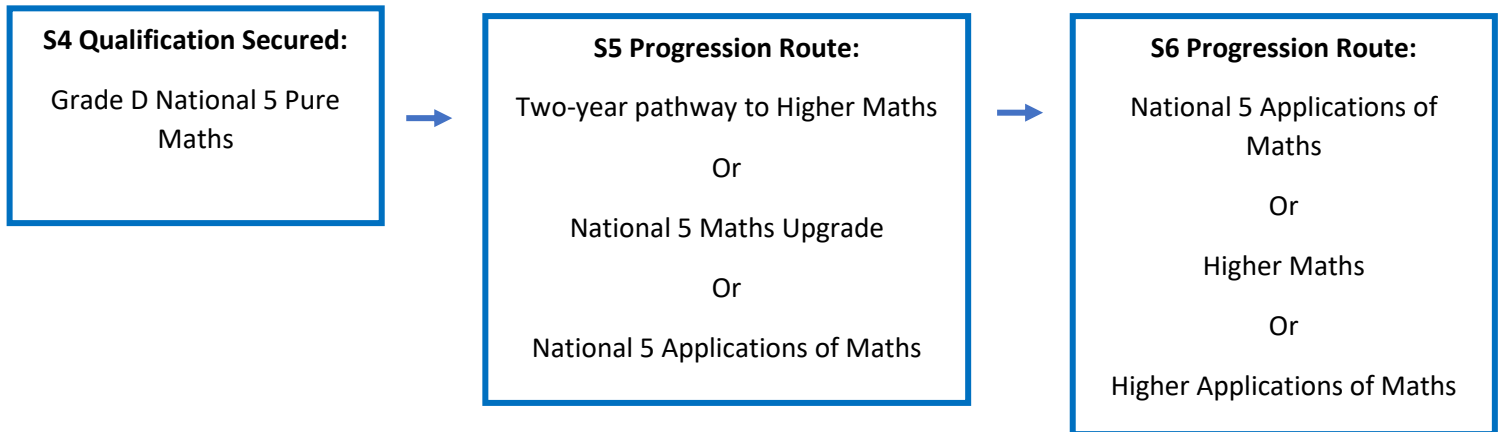 S4 Qualification Secured:
Grade D National 5 Pure
Maths
S5 Progression Route:
Two-year pathway to Higher Maths
Or
National 5 Maths Upgrade
Or
National 5 Applications of Maths
S6 Progression Route:
National 5 Applications of
Maths
Or
Higher Maths
Or
Higher Applications of Maths